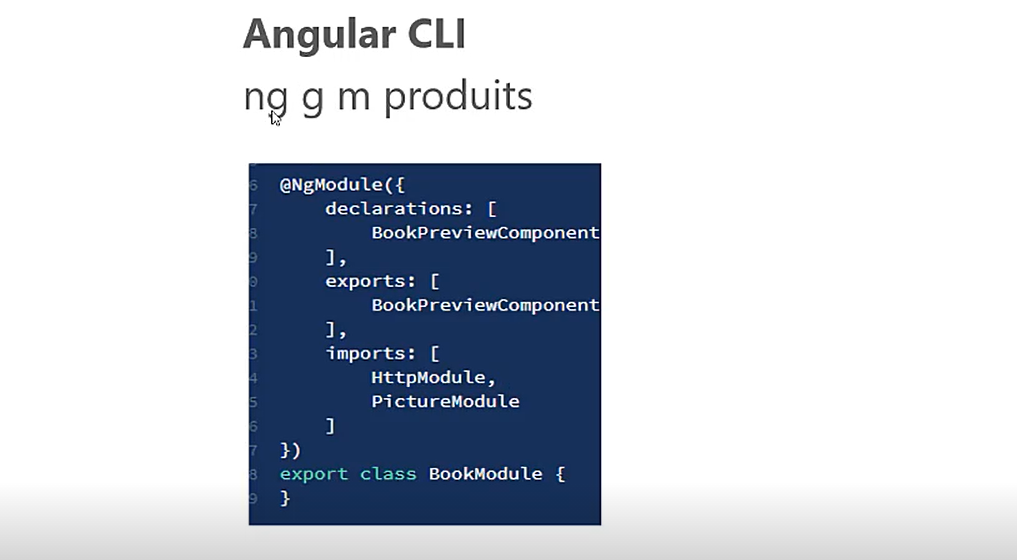 Angular CLI
ng g m produits
6 @NgModule({
7 declarations: [
8 BookPreviewComponent
9 ],
0 exports: [
1 BookPreviewComponent
2 ],
3 imports: [
4 HttpModule,
5 PictureModule
6 ]
7 })
8 export class BookModule {
9 }